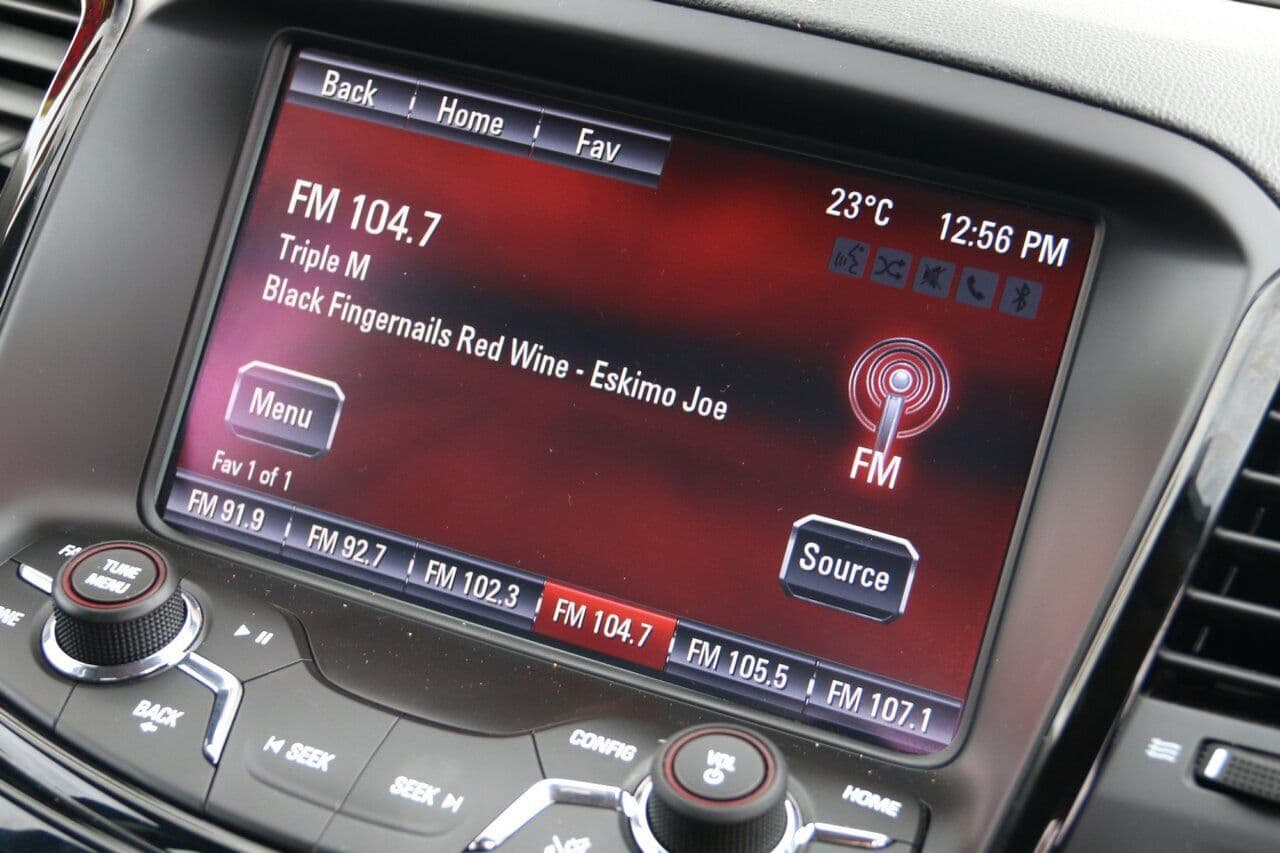 Back Home Fav
23°C 12:56 PM
FM 104.7
Triple M
Black Fingernails Red Wine - Eskimo Joe
FM
Menu
Source
Fav 1 of 1
FM 91.9 FM 92.7 FM 102.3 FM 104.7 FM 105.5 FM 107.1
TUNE
MENU
BACK
SEEK
SEEK
CONFIG
VOL
HOME